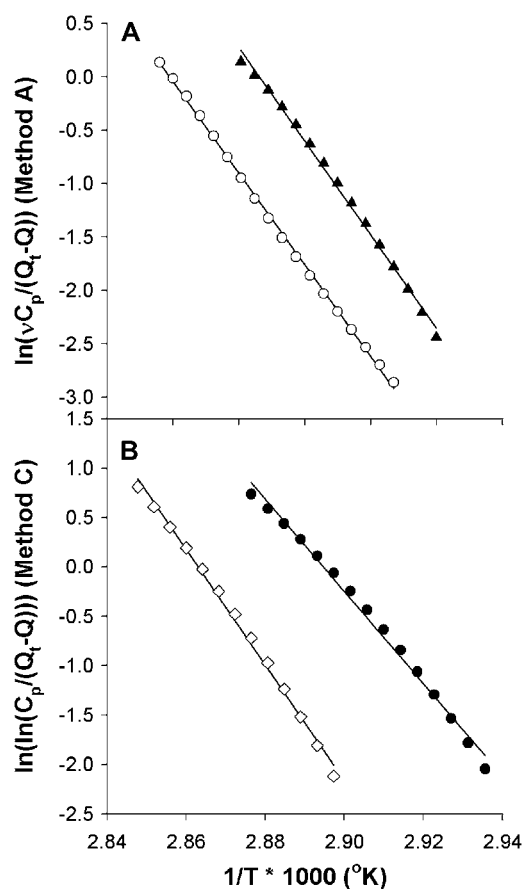 A
0.5
0.0
-0.5
-1.0
-1.5
-2.0
-2.5
-3.0
ln(νCp/(Qt-Q)) (Method A)
1.5
B
1.0
0.5
0.0
-0.5
-1.0
-1.5
-2.0
-2.5
ln(ln(Cp/(Qt-Q))) (Method C)
2.84 2.86 2.88 2.90 2.92 2.94
1/T * 1000 (°K)